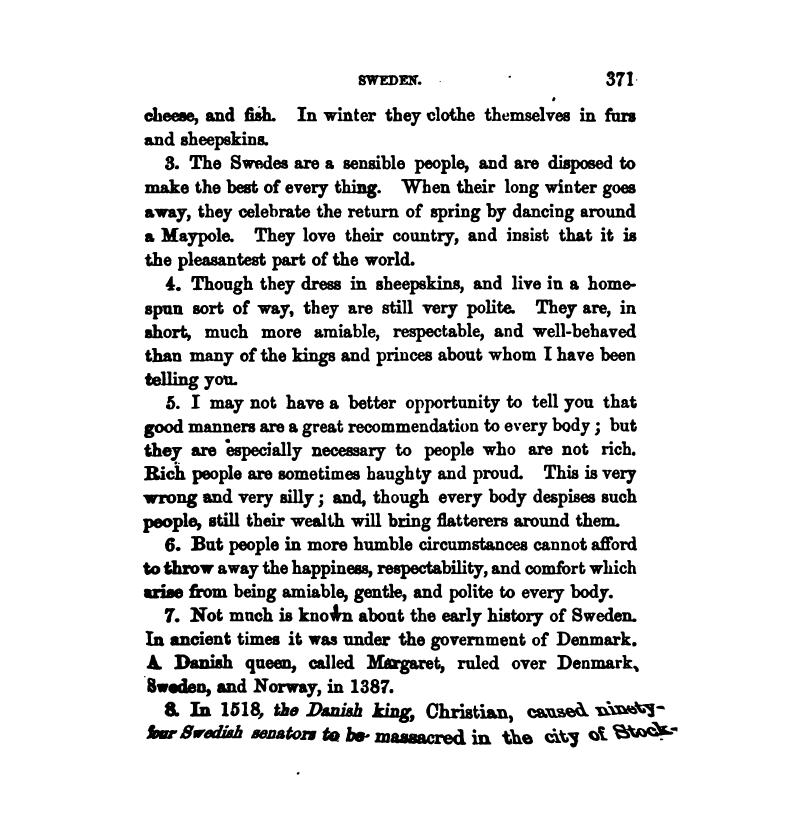 SWEDEN. 371
cheese, and fish. In winter they clothe themselves in furs
and sheepskins.
3. The Swedes are a sensible people, and are disposed to
make the best of every thing. When their long winter goes
away, they celebrate the return of spring by dancing around
a Maypole. They love their country, and insist that it is
the pleasantest part of the world.
4. Though they dress in sheepskins, and live in a home-
spun sort of way, they are still very polite. They are, in
short, much more amiable, respectable, and well-behaved
than many of the kings and princes about whom I have been
telling you.
5. I may not have a better opportunity to tell you that
good manners are a great recommendation to every body; but
they are especially necessary to people who are not rich.
Rich people are sometimes haughty and proud. This is very
wrong and very silly; and, though every body despises such
people, still their wealth will bring flatterers around them.
6. But people in more humble circumstances cannot afford
to throw away the happiness, respectability, and comfort which
arise from being amiable, gentle, and polite to every body.
7. Not much is known about the early history of Sweden.
In ancient times it was under the government of Denmark.
A Danish queen, called Margaret, ruled over Denmark,
Sweden, and Norway, in 1387.
8. In 1518, the Danish king, Christian, caused ninety-
four Swedish senators to be massacred in the city of Stock-